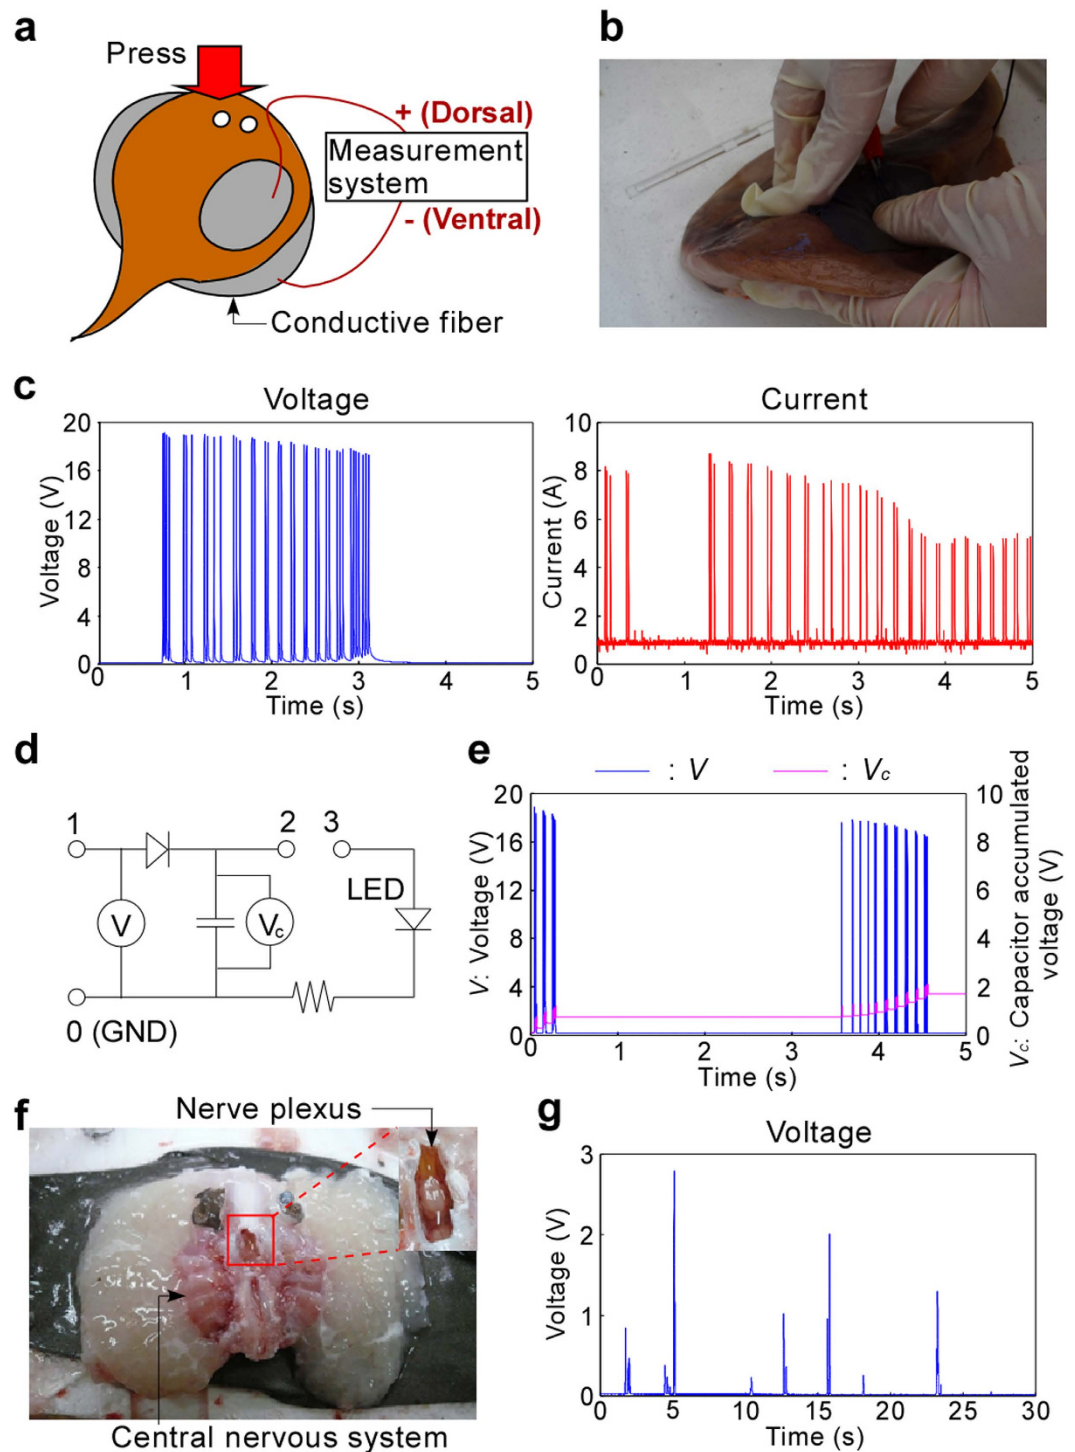 a
Press
+ (Dorsal)
Measurement
system
- (Ventral)
Conductive fiber
b
c
Voltage
20
16
12
8
4
0
Voltage (V)
0 1 2 3 4 5
Time (s)
Current
10
8
6
4
2
0
Current (A)
0 1 2 3 4 5
Time (s)
d
1 2 3
LED
V
Vc
0 (GND)
e
: V : Vc
20
16
12
8
4
0
V: Voltage (V)
10
8
6
4
2
0
Vc: Capacitor accumulated
voltage (V)
0 1 2 3 4 5
Time (s)
f
Nerve plexus
Central nervous system
g
Voltage
3
2
1
0
Voltage (V)
0 5 10 15 20 25 30
Time (s)